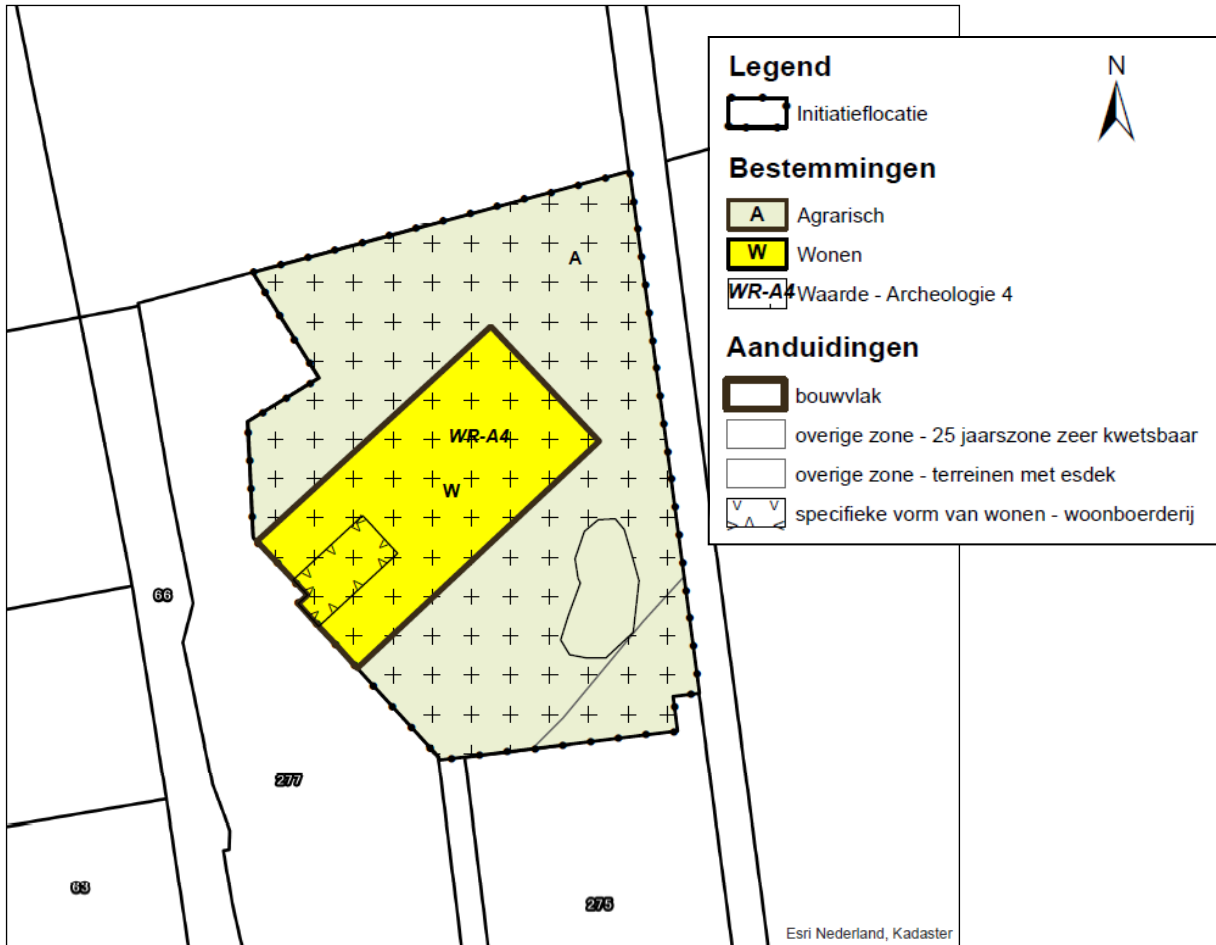 Legend
N
Initiatieflocatie
Bestemmingen
A Agrarisch
W Wonen
WR-A4 Waarde - Archeologie 4
Aanduidingen
bouwvlak
overige zone - 25 jaarszone zeer kwetsbaar
overige zone - terreinen met esdek
specifieke vorm van wonen - woonboerderij
A
WR-A4
W
66
277
63
275
Esri Nederland, Kadaster